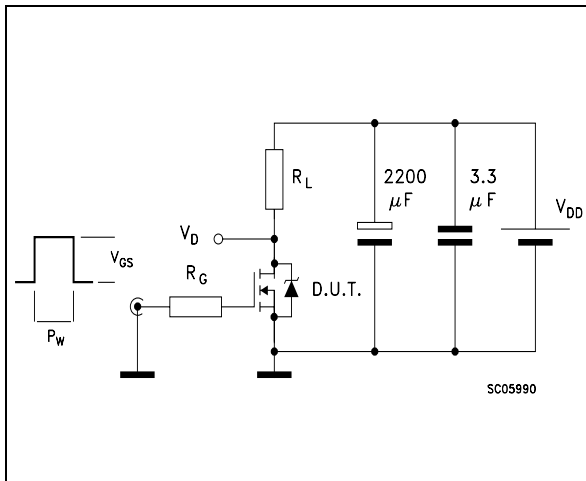 2200
μF
3.3
μF
R_L
V_DD
V_D
V_GS
R_G
D.U.T.
P_W
SC05990